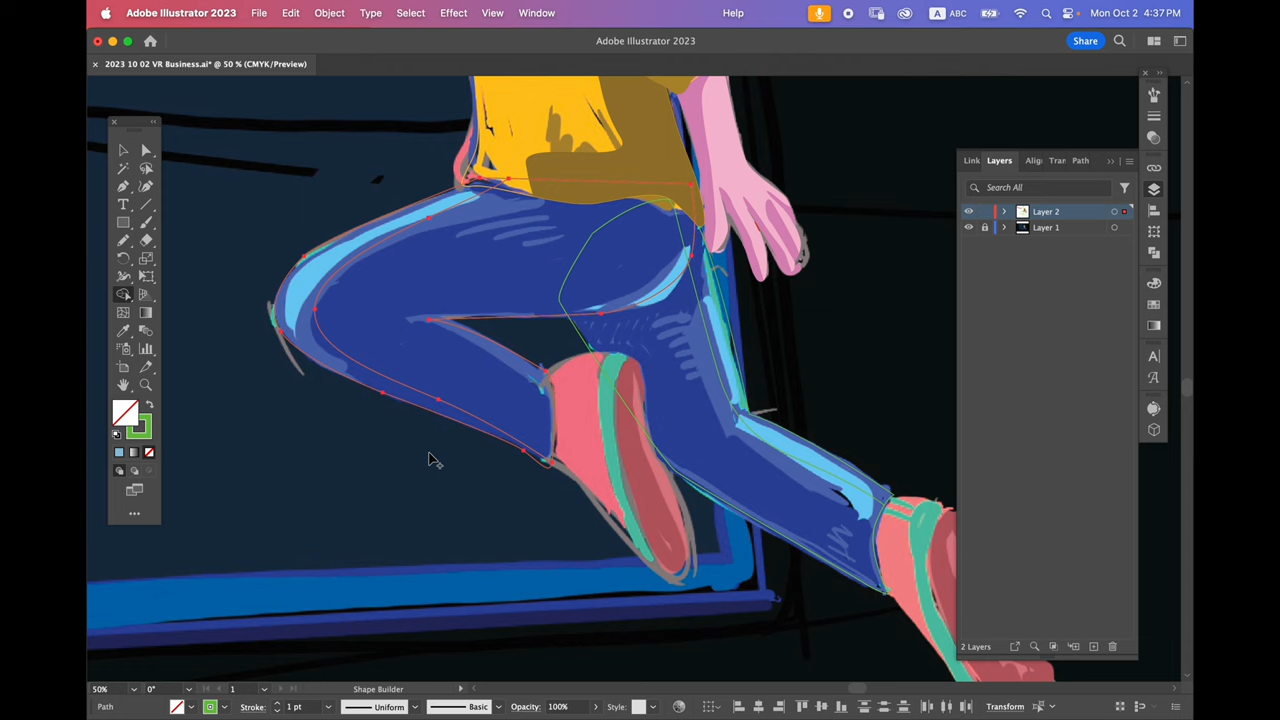 Adobe Illustrator 2023 File Edit Object Type Select Effect View Window Help A ABC Mon Oct 2 4:37 PM
Adobe Illustrator 2023 Share
× 2023 10 02 VR Business.ai* @ 50 % (CMYK/Preview)
Link Layers Alig Trar Path
Search All
Layer 2
Layer 1
2 Layers
50% 0° 1 Shape Builder
Path Stroke: 1 pt Uniform Basic Opacity: 100% Style: Transform